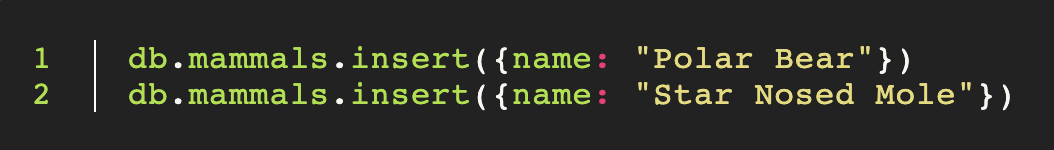 1 db.mammals.insert({name: "Polar Bear"})
2 db.mammals.insert({name: "Star Nosed Mole"})